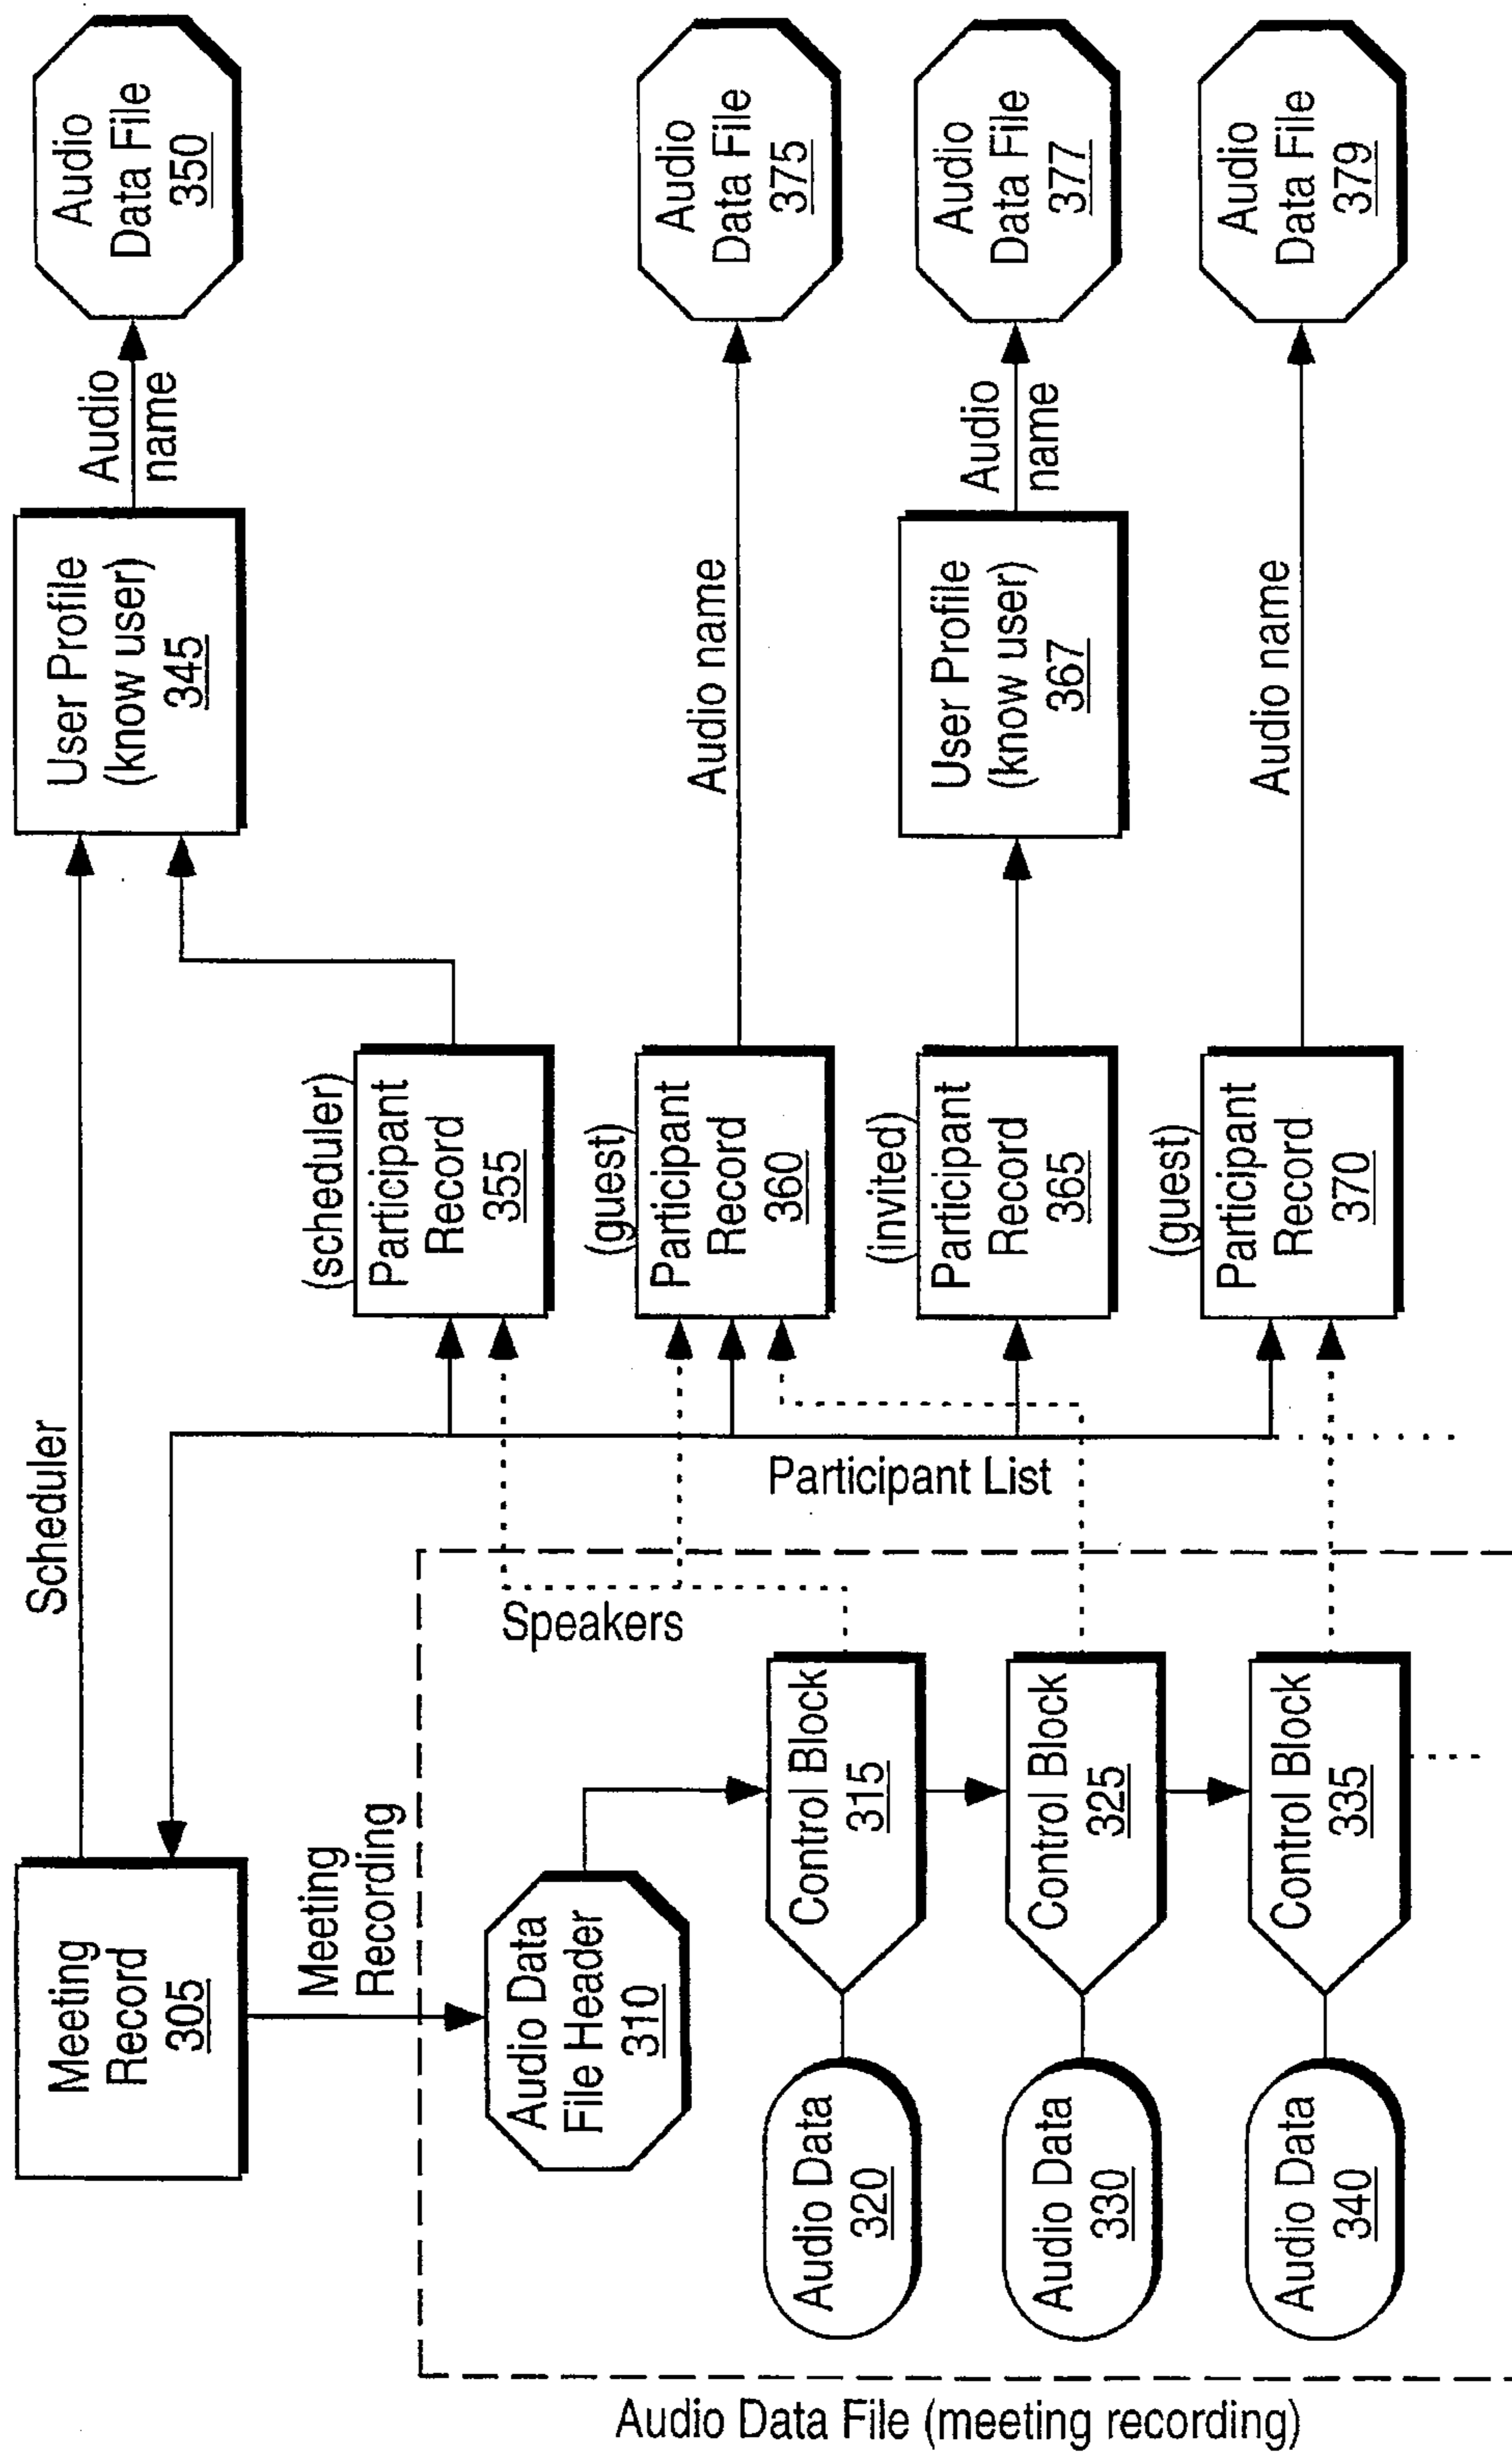 Meeting
Record
305
Scheduler
User Profile
(know user)
345
Audio
name
Audio
Data File
350
Meeting
Recording
(scheduler)
Participant
Record
355
Audio Data
File Header
310
Speakers
(guest)
Participant
Record
360
Audio name
Audio
Data File
375
Audio Data
320
Control Block
315
Participant List
(invited)
Participant
Record
365
User Profile
(know user)
367
Audio
name
Audio
Data File
377
Audio Data
330
Control Block
325
(guest)
Participant
Record
370
Audio name
Audio
Data File
379
Audio Data
340
Control Block
335
Audio Data File (meeting recording)